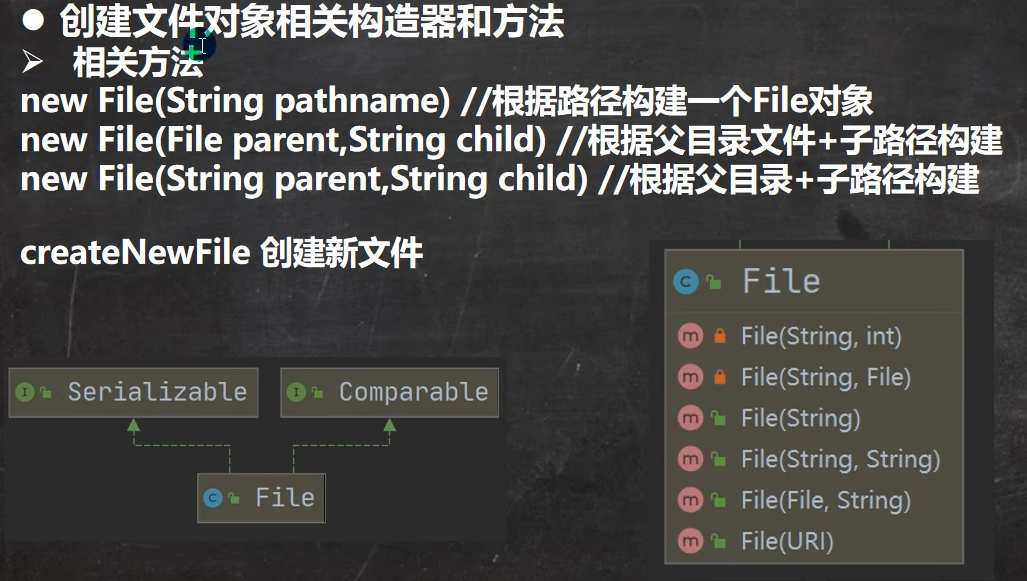 ● 创建文件对象相关构造器和方法
➢ 相关方法
new File(String pathname) //根据路径构建一个File对象
new File(File parent,String child) //根据父目录文件+子路径构建
new File(String parent,String child) //根据父目录+子路径构建
createNewFile 创建新文件
I Serializable
I Comparable
C File
C File
m File(String, int)
m File(String, File)
m File(String)
m File(String, String)
m File(File, String)
m File(URI)